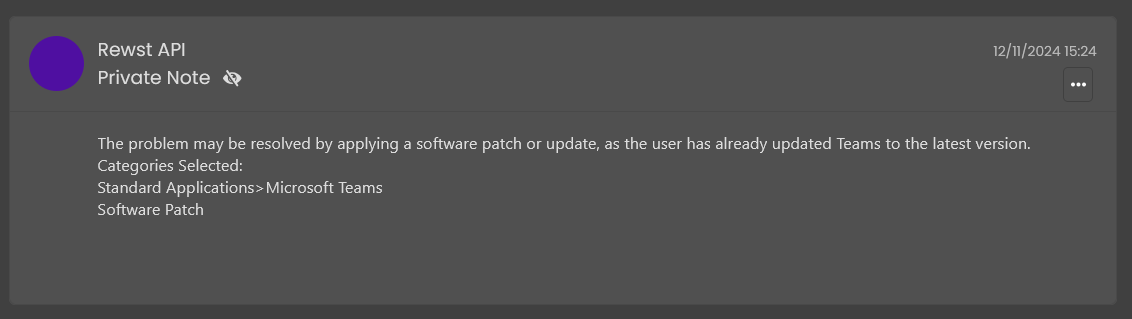 Rewst API
12/11/2024 15:24
Private Note
The problem may be resolved by applying a software patch or update, as the user has already updated Teams to the latest version.
Categories Selected:
Standard Applications>Microsoft Teams
Software Patch